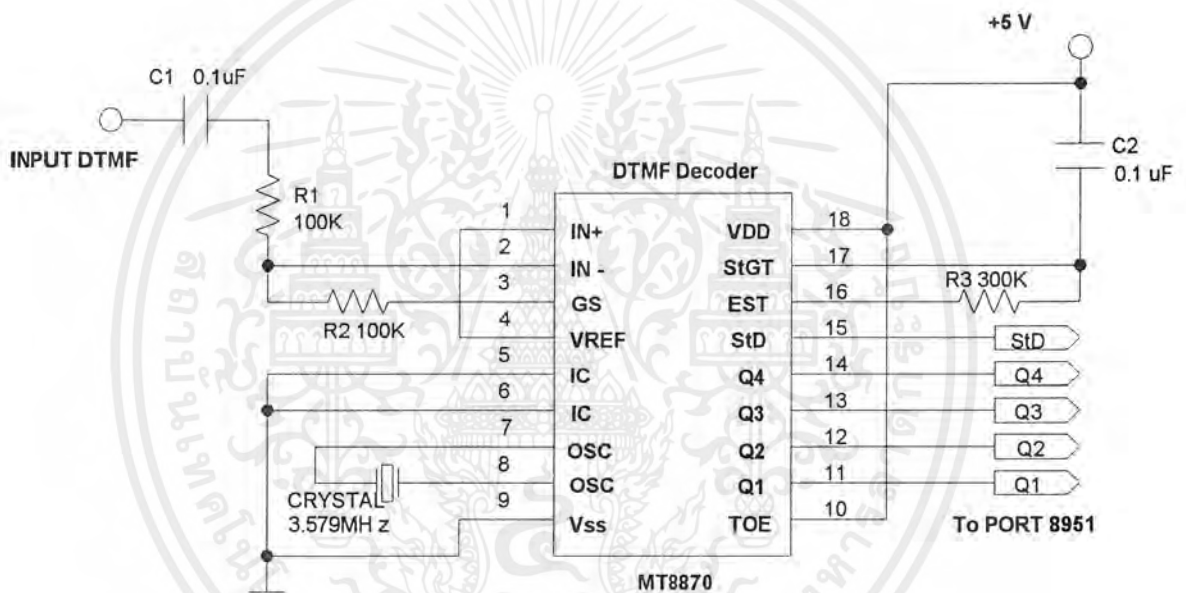 +5 V
C1 0.1uF
INPUT DTMF
R1
100K
R2 100K
DTMF Decoder
C2
0.1 uF
1
2
3
4
5
6
7
8
9
IN+
IN -
GS
VREF
IC
IC
OSC
OSC
Vss
VDD
StGT
EST
StD
Q4
Q3
Q2
Q1
TOE
18
17
16
15
14
13
12
11
10
R3 300K
StD
Q4
Q3
Q2
Q1
CRYSTAL
3.579MH z
To PORT 8951
MT8870